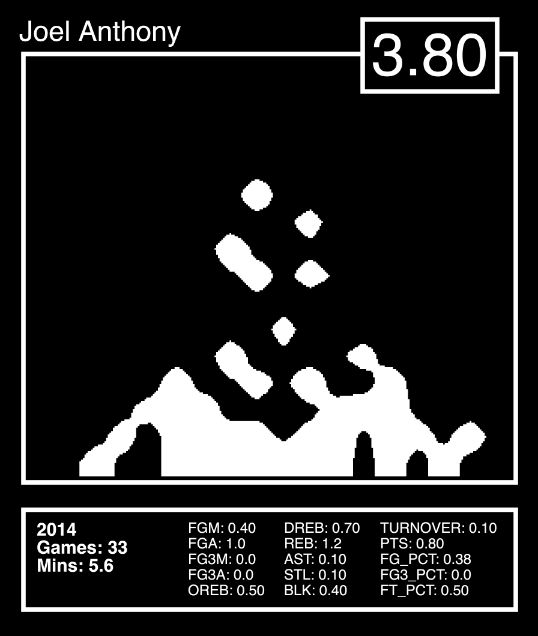 Joel Anthony
3.80
2014
Games: 33
Mins: 5.6
FGM: 0.40
FGA: 1.0
FG3M: 0.0
FG3A: 0.0
OREB: 0.50
DREB: 0.70
REB: 1.2
AST: 0.10
STL: 0.10
BLK: 0.40
TURNOVER: 0.10
PTS: 0.80
FG_PCT: 0.38
FG3_PCT: 0.0
FT_PCT: 0.50